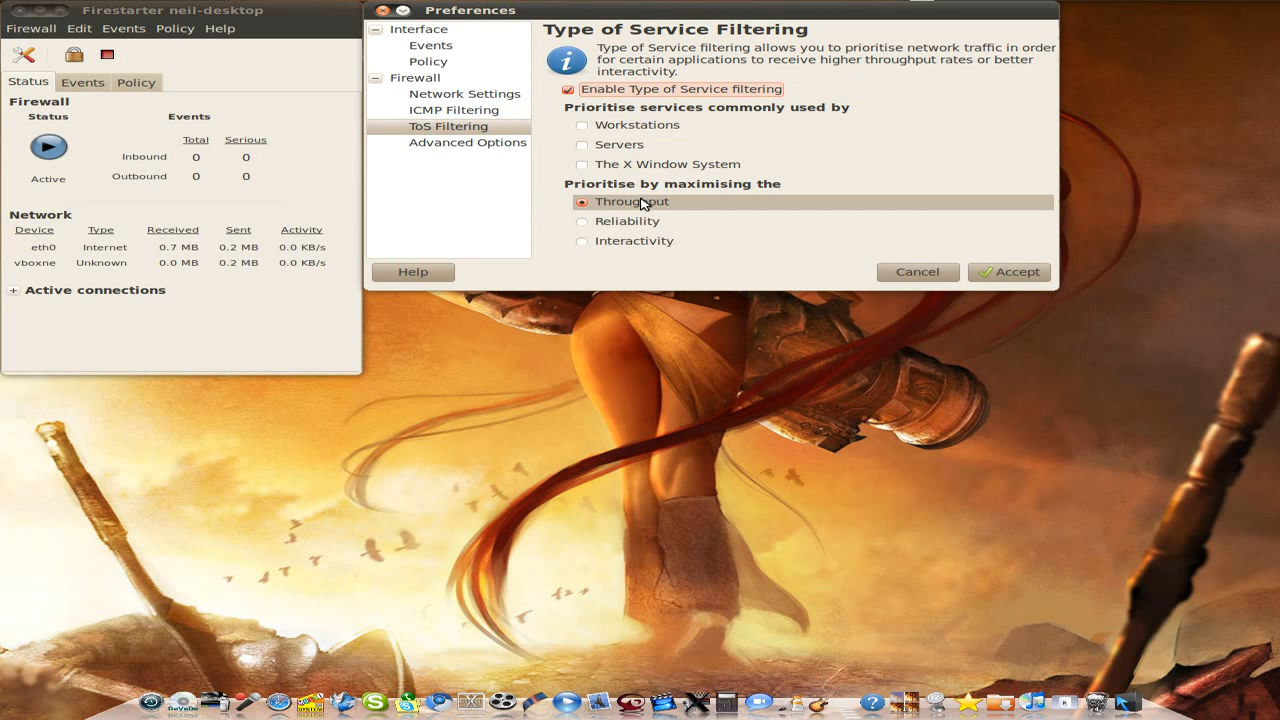 Firestarter neil-desktop
Firewall Edit Events Policy Help
Status Events Policy
Firewall
Status Events
Total Serious
Inbound 0 0
Active Outbound 0 0
Network
Device Type Received Sent Activity
eth0 Internet 0.7 MB 0.2 MB 0.0 KB/s
vboxne Unknown 0.0 MB 0.2 MB 0.0 KB/s
Active connections
Preferences
Interface
Events
Policy
Firewall
Network Settings
ICMP Filtering
ToS Filtering
Advanced Options
Type of Service Filtering
Type of Service filtering allows you to prioritise network traffic in order
for certain applications to receive higher throughput rates or better
interactivity.
Enable Type of Service filtering
Prioritise services commonly used by
Workstations
Servers
The X Window System
Prioritise by maximising the
Throughput
Reliability
Interactivity
Help Cancel Accept
DeVeDe